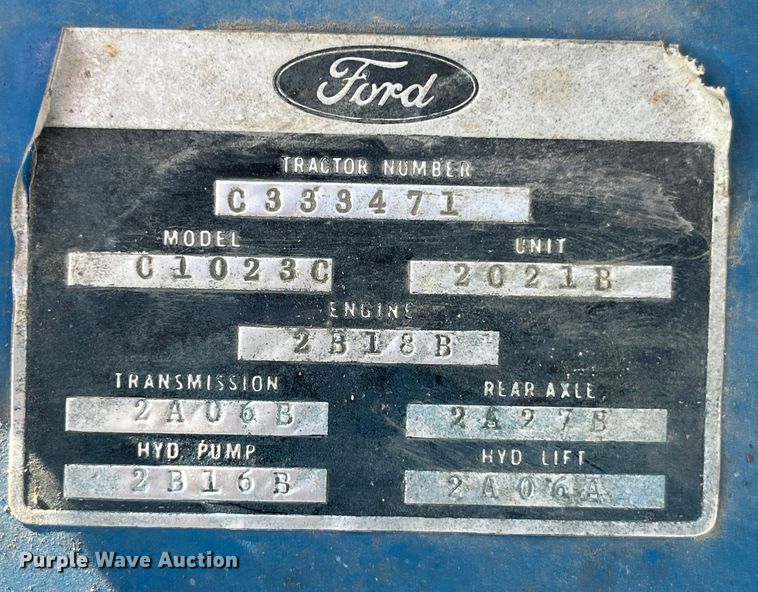 Ford
TRACTOR NUMBER
C333471
MODEL UNIT
C1023C 2021B
ENGINE
2B18B
TRANSMISSION REAR AXLE
2A06B 2A27B
HYD. PUMP HYD LIFT
2B16B 2A06A
Purple Wave Auction